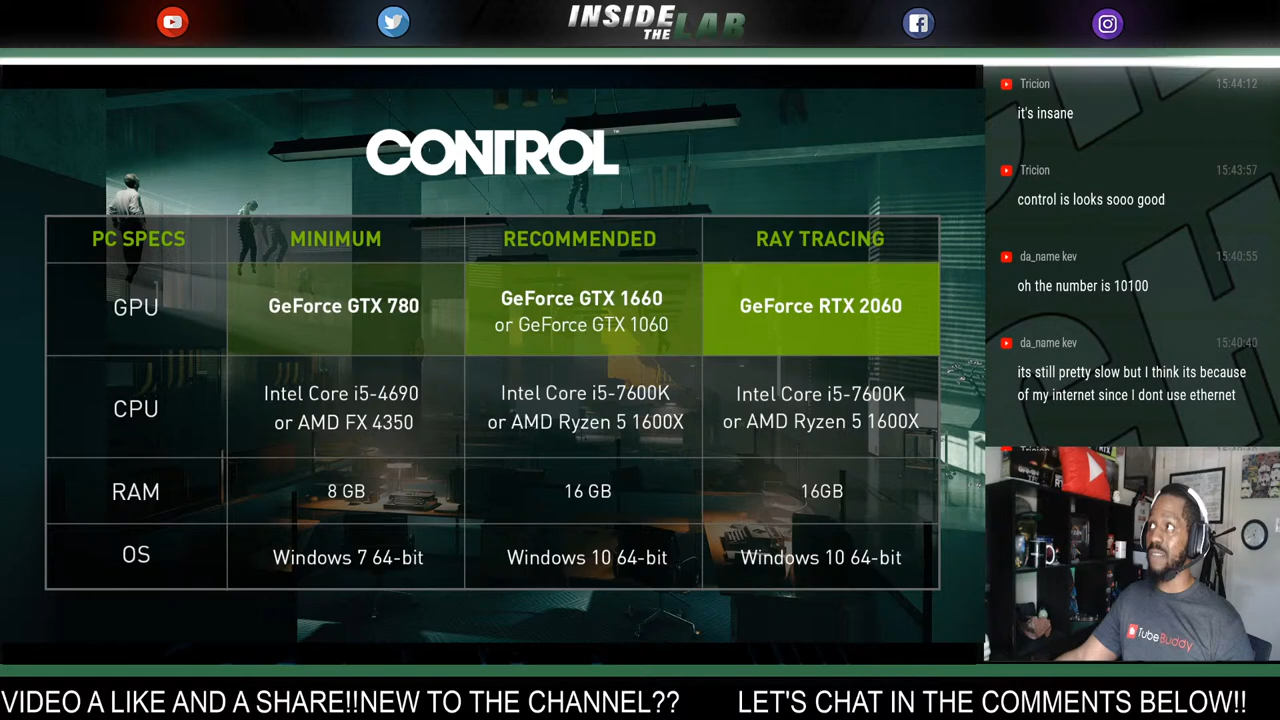 INSIDE
THE LAB
CONTROL™
PC SPECS MINIMUM RECOMMENDED RAY TRACING
GPU GeForce GTX 780 GeForce GTX 1660 or GeForce GTX 1060 GeForce RTX 2060
CPU Intel Core i5-4690 or AMD FX 4350 Intel Core i5-7600K or AMD Ryzen 5 1600X Intel Core i5-7600K or AMD Ryzen 5 1600X
RAM 8 GB 16 GB 16GB
OS Windows 7 64-bit Windows 10 64-bit Windows 10 64-bit
Tricion 15:44:12
it's insane
Tricion 15:43:57
control is looks sooo good
da_name kev 15:40:55
oh the number is 10100
da_name kev 15:40:40
its still pretty slow but I think its because
of my internet since I dont use ethernet
TubeBuddy
VIDEO A LIKE AND A SHARE!!NEW TO THE CHANNEL?? LET'S CHAT IN THE COMMENTS BELOW!!